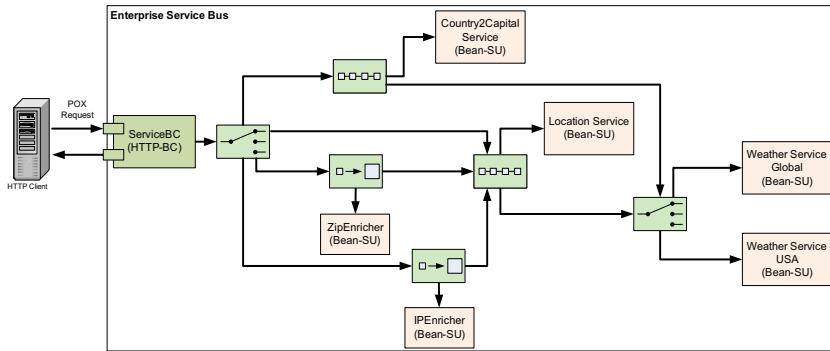 Enterprise Service Bus
Country2Capital
Service
(Bean-SU)
POX
Request
ServiceBC
(HTTP-BC)
HTTP Client
Location Service
(Bean-SU)
Weather Service
Global
(Bean-SU)
ZipEnricher
(Bean-SU)
Weather Service
USA
(Bean-SU)
IPEnricher
(Bean-SU)